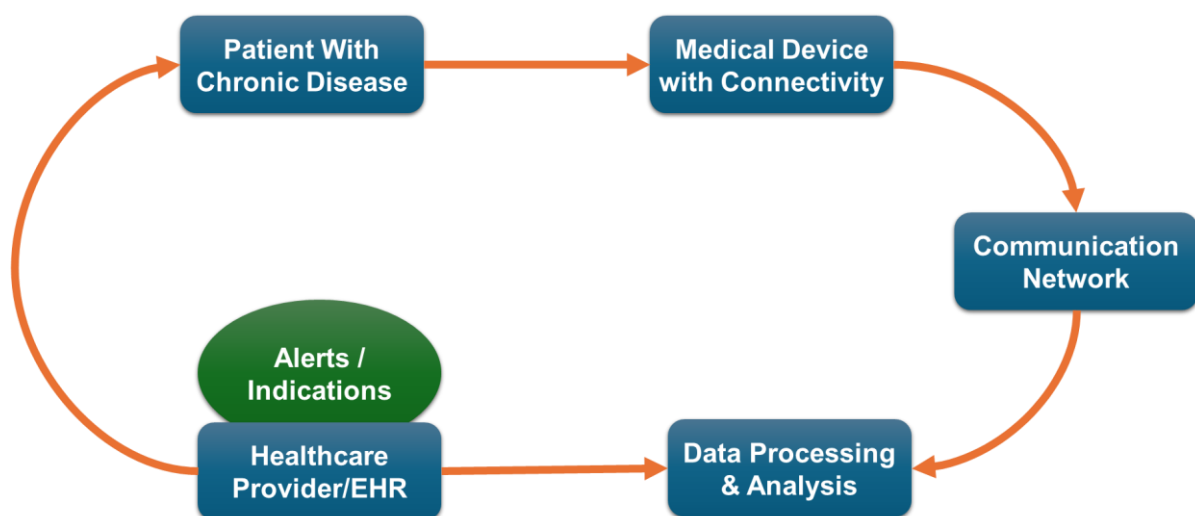 Patient With
Chronic Disease
Medical Device
with Connectivity
Communication
Network
Alerts /
Indications
Healthcare
Provider/EHR
Data Processing
& Analysis